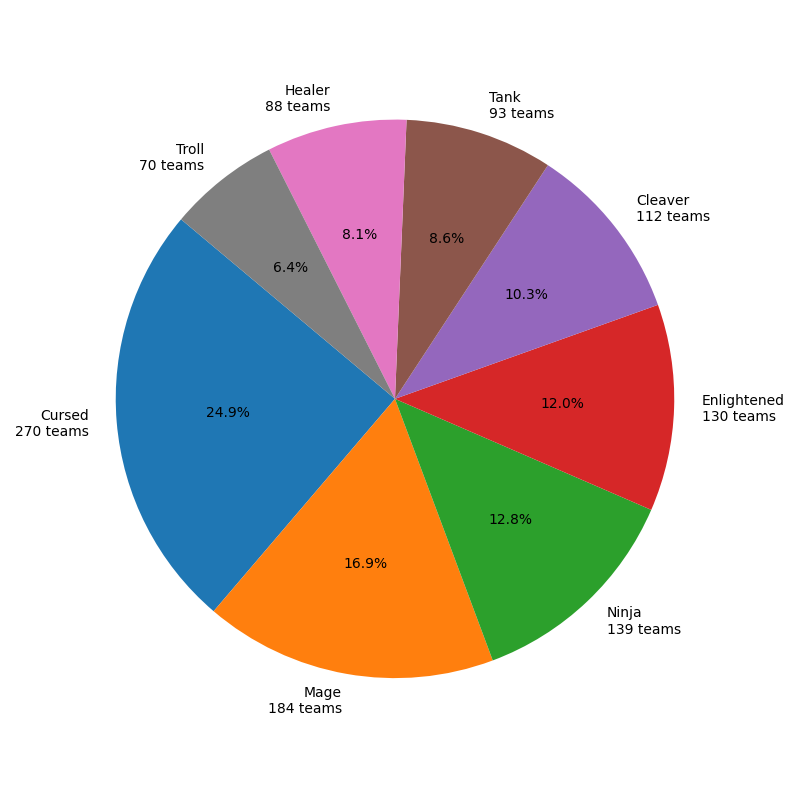 Healer
88 teams
Tank
93 teams
Troll
70 teams
Cleaver
112 teams
8.1%
8.6%
6.4%
10.3%
Cursed
270 teams
24.9%
12.0%
Enlightened
130 teams
12.8%
16.9%
Ninja
139 teams
Mage
184 teams